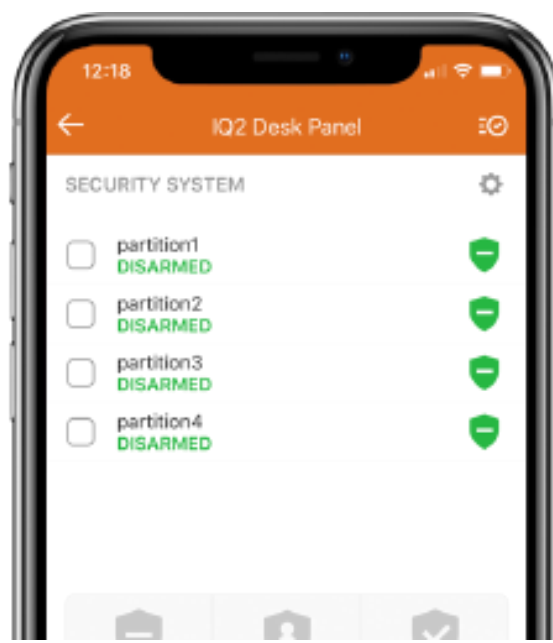 12:18
IQ2 Desk Panel
SECURITY SYSTEM
partition1
DISARMED
partition2
DISARMED
partition3
DISARMED
partition4
DISARMED